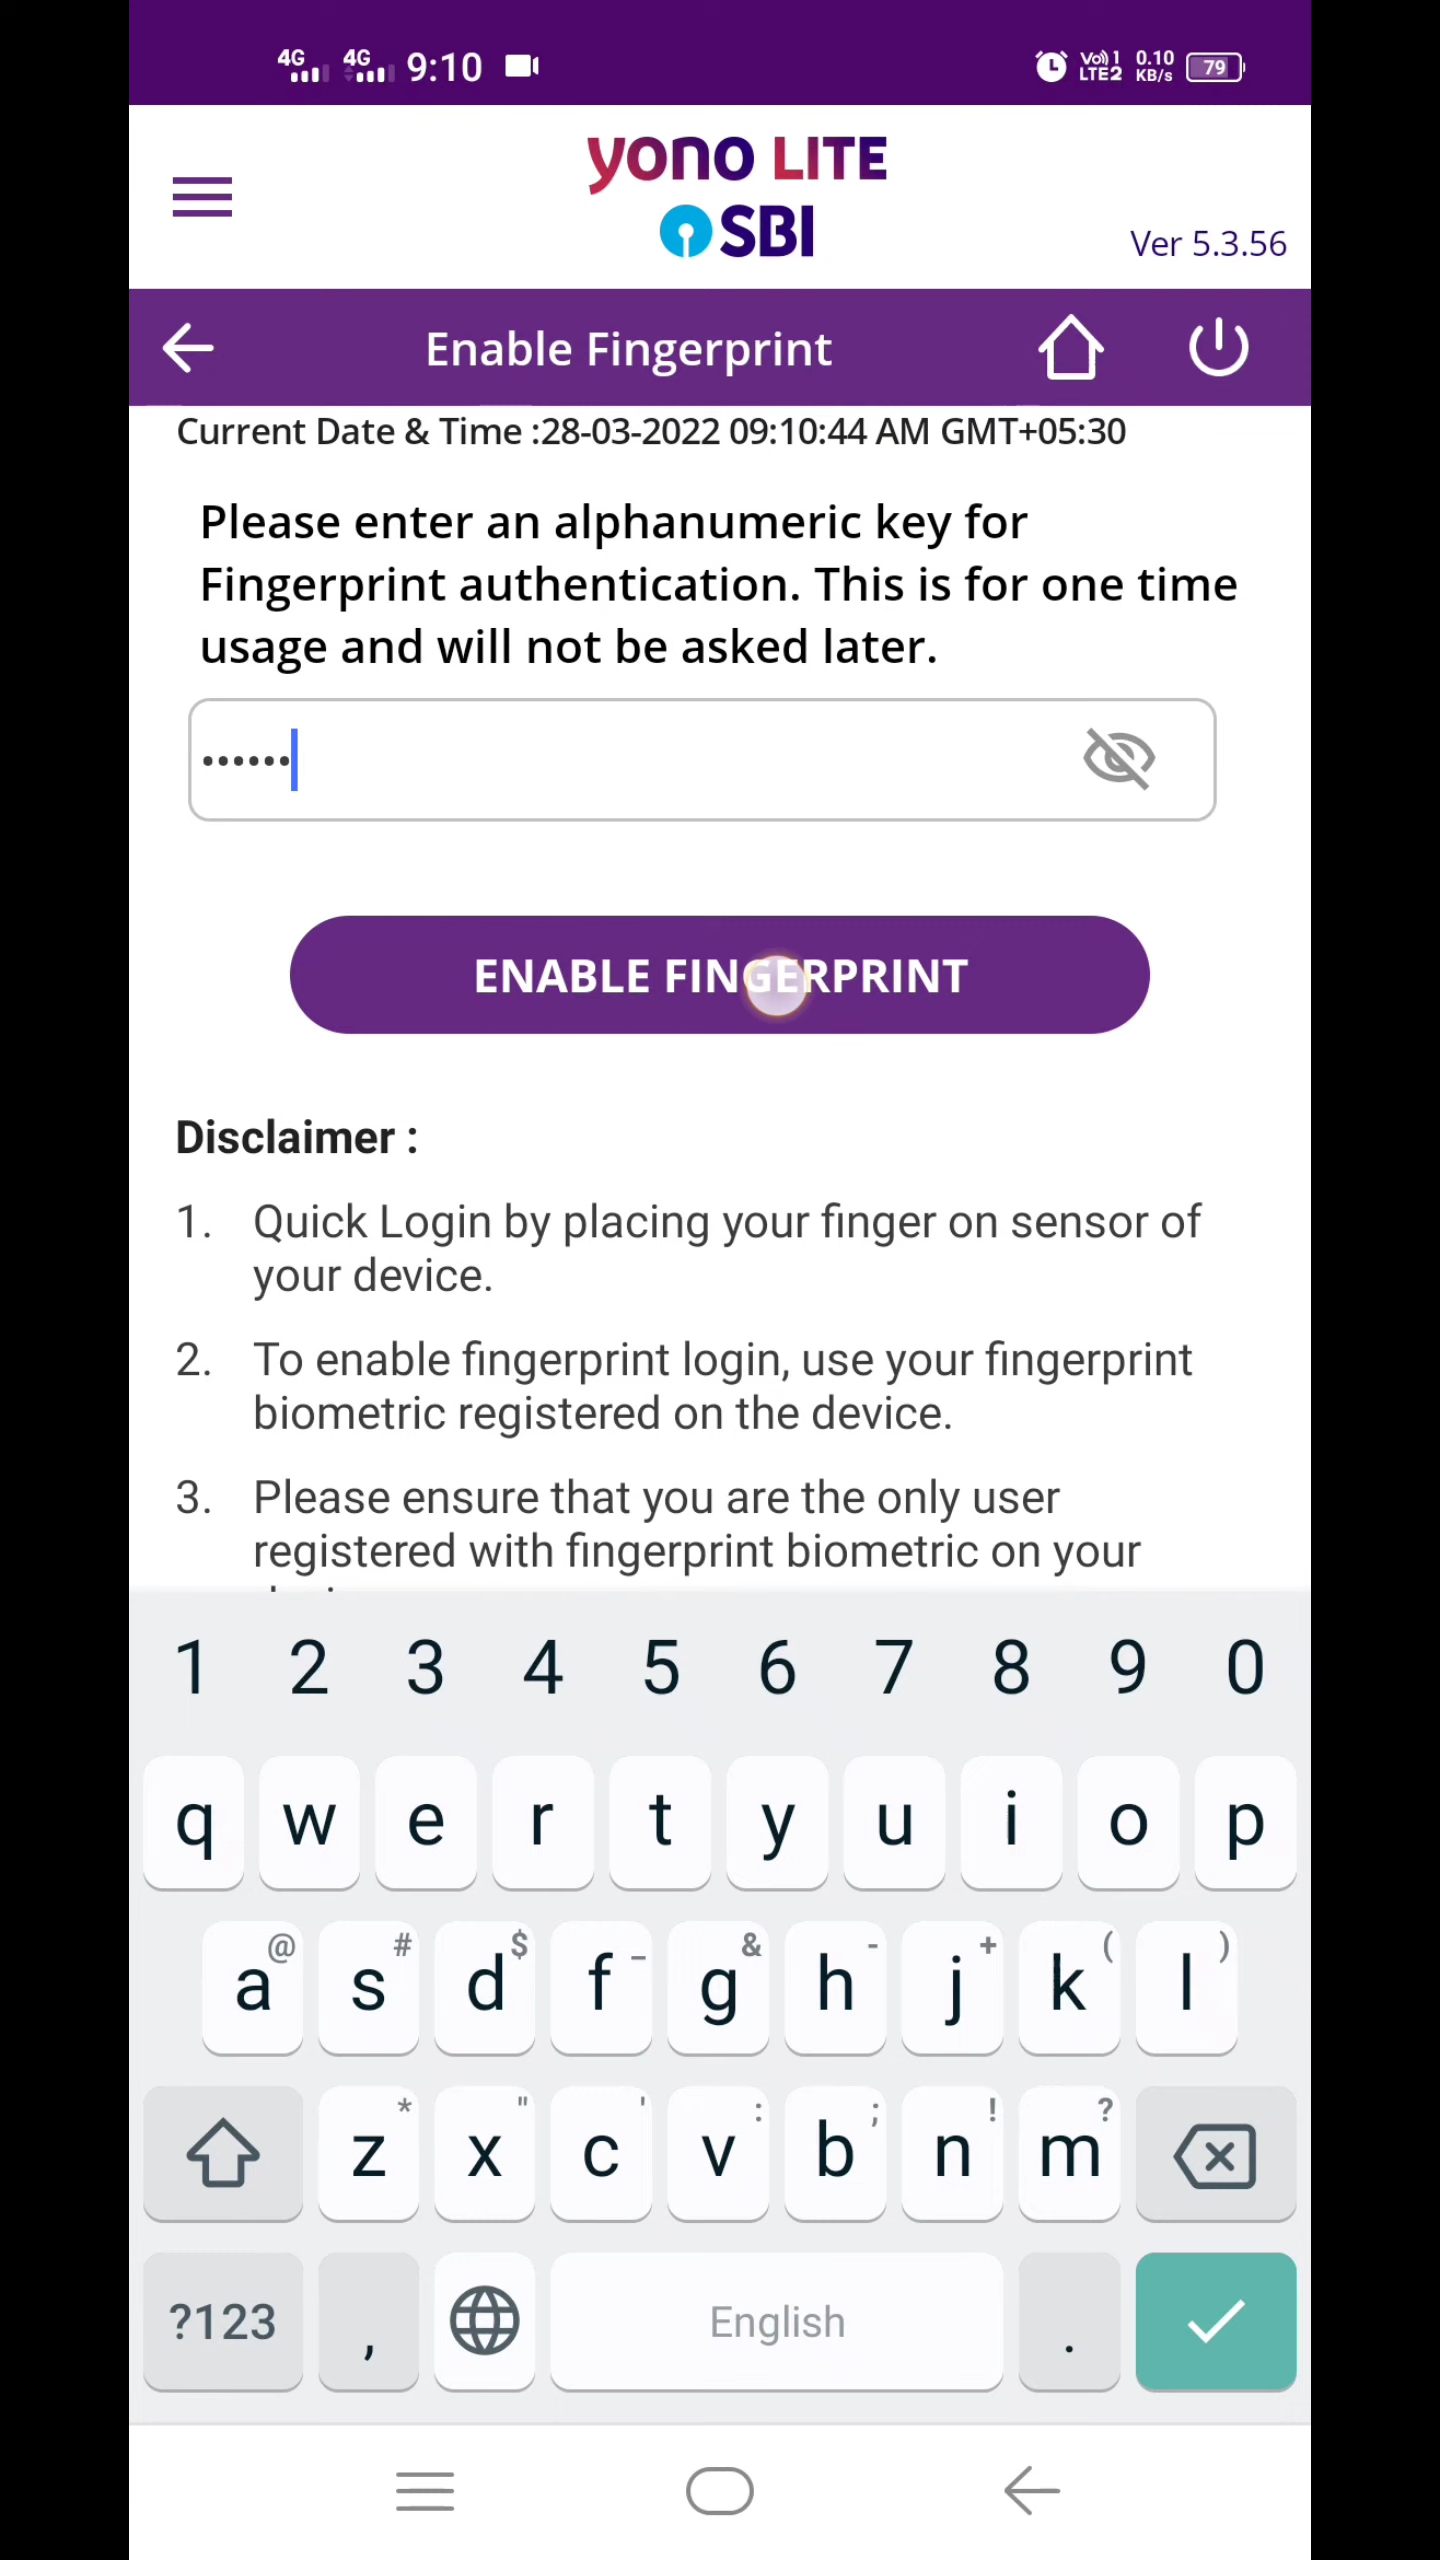 4G 4G 9:10 Vo)) 1 LTE2 0.10 KB/s 79
yono LITE
SBI
Ver 5.3.56
Enable Fingerprint
Current Date & Time :28-03-2022 09:10:44 AM GMT+05:30
Please enter an alphanumeric key for
Fingerprint authentication. This is for one time
usage and will not be asked later.
••••••
ENABLE FINGERPRINT
Disclaimer :
1. Quick Login by placing your finger on sensor of
your device.
2. To enable fingerprint login, use your fingerprint
biometric registered on the device.
3. Please ensure that you are the only user
registered with fingerprint biometric on your
1 2 3 4 5 6 7 8 9 0
q w e r t y u i o p
@ # $ _ & - + ( )
a s d f g h j k l
* " ' : ; ! ?
z x c v b n m
?123 , English .